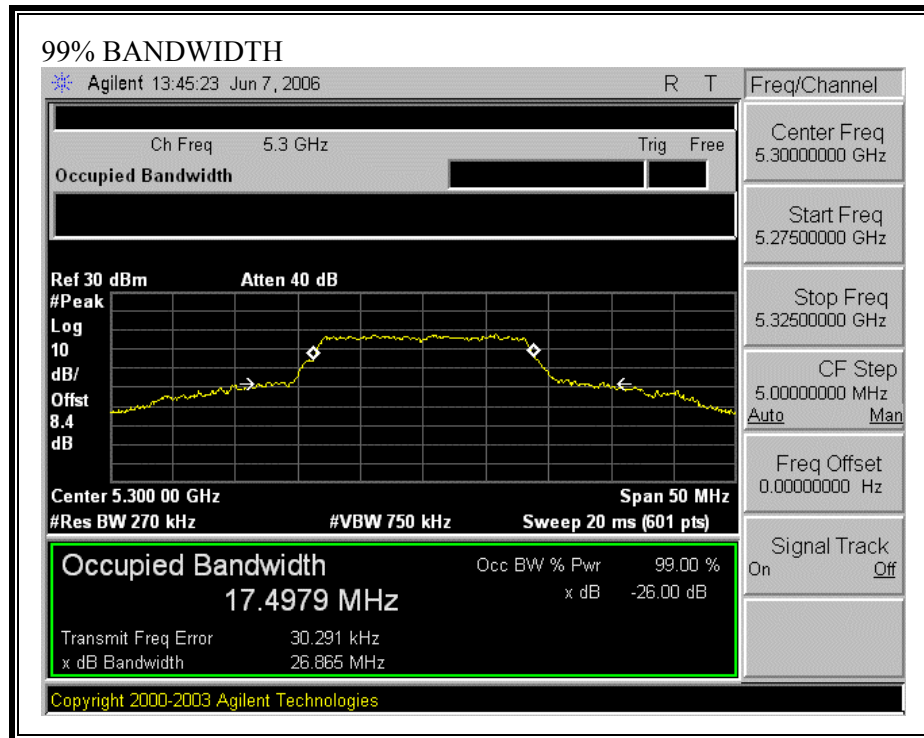 99% BANDWIDTH
Agilent 13:45:23 Jun 7, 2006 R T
Freq/Channel
Ch Freq 5.3 GHz Trig Free
Occupied Bandwidth
Center Freq
5.30000000 GHz
Start Freq
5.27500000 GHz
Stop Freq
5.32500000 GHz
CF Step
5.00000000 MHz
Auto Man
Freq Offset
0.00000000 Hz
Signal Track
On Off
Ref 30 dBm Atten 40 dB
#Peak
Log
10
dB/
Offst
8.4
dB
Center 5.300 00 GHz Span 50 MHz
#Res BW 270 kHz #VBW 750 kHz Sweep 20 ms (601 pts)
Occupied Bandwidth Occ BW % Pwr 99.00 %
17.4979 MHz x dB -26.00 dB
Transmit Freq Error 30.291 kHz
x dB Bandwidth 26.865 MHz
Copyright 2000-2003 Agilent Technologies